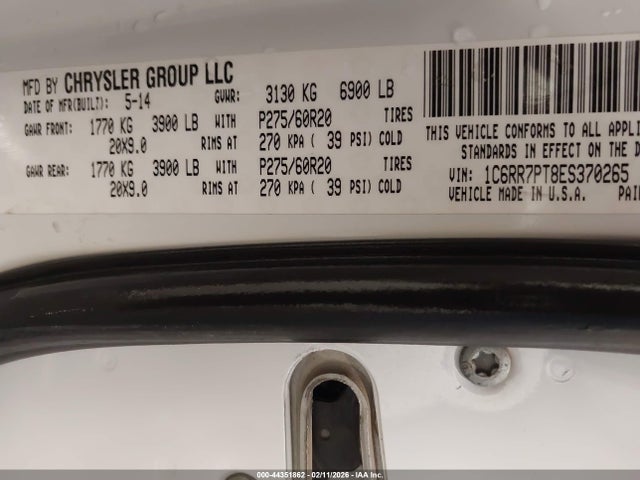 MFD BY CHRYSLER GROUP LLC
DATE OF MFR(BUILT): 5-14 GVWR: 3130 KG 6900 LB
GAWR FRONT: 1770 KG 3900 LB WITH P275/60R20 TIRES
20X9.0 RIMS AT 270 KPA ( 39 PSI) COLD
GAWR REAR: 1770 KG 3900 LB WITH P275/60R20 TIRES
20X9.0 RIMS AT 270 KPA ( 39 PSI) COLD
THIS VEHICLE CONFORMS TO ALL APPLICA
STANDARDS IN EFFECT ON
VIN: 1C6RR7PT8ES370265
VEHICLE MADE IN U.S.A. PAI
000-44351862 - 02/11/2026 - IAA Inc.